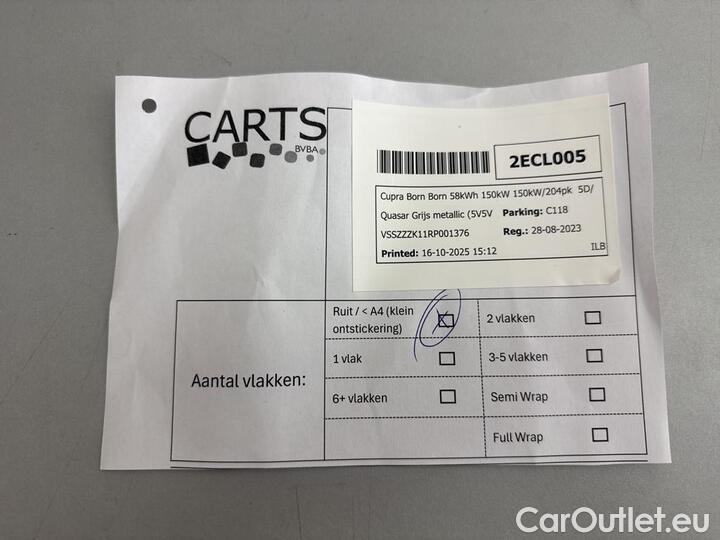 CARTS
BVBA
2ECL005
Cupra Born Born 58kWh 150kW 150kW/204pk 5D/
Quasar Grijs metallic (5V5V Parking: C118
VSSZZZK11RP001376 Reg.: 28-08-2023
Printed: 16-10-2025 15:12 ILB
Aantal vlakken:
Ruit / < A4 (klein
ontstickering)
2 vlakken
1 vlak
3-5 vlakken
6+ vlakken
Semi Wrap
Full Wrap
CarOutlet.eu